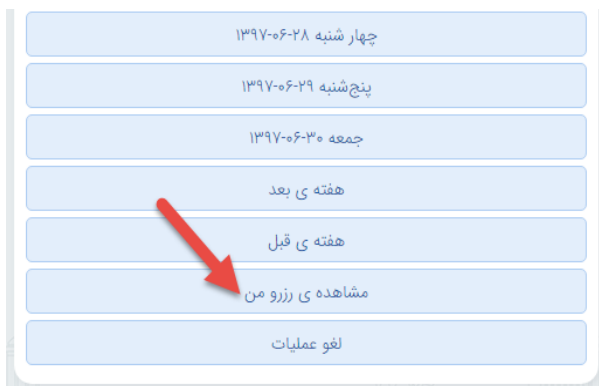 چهار شنبه ۱۳۹۷-۰۶-۲۸
پنج‌شنبه ۱۳۹۷-۰۶-۲۹
جمعه ۱۳۹۷-۰۶-۳۰
هفته ی بعد
هفته ی قبل
مشاهده ی رزرو من
لغو عملیات